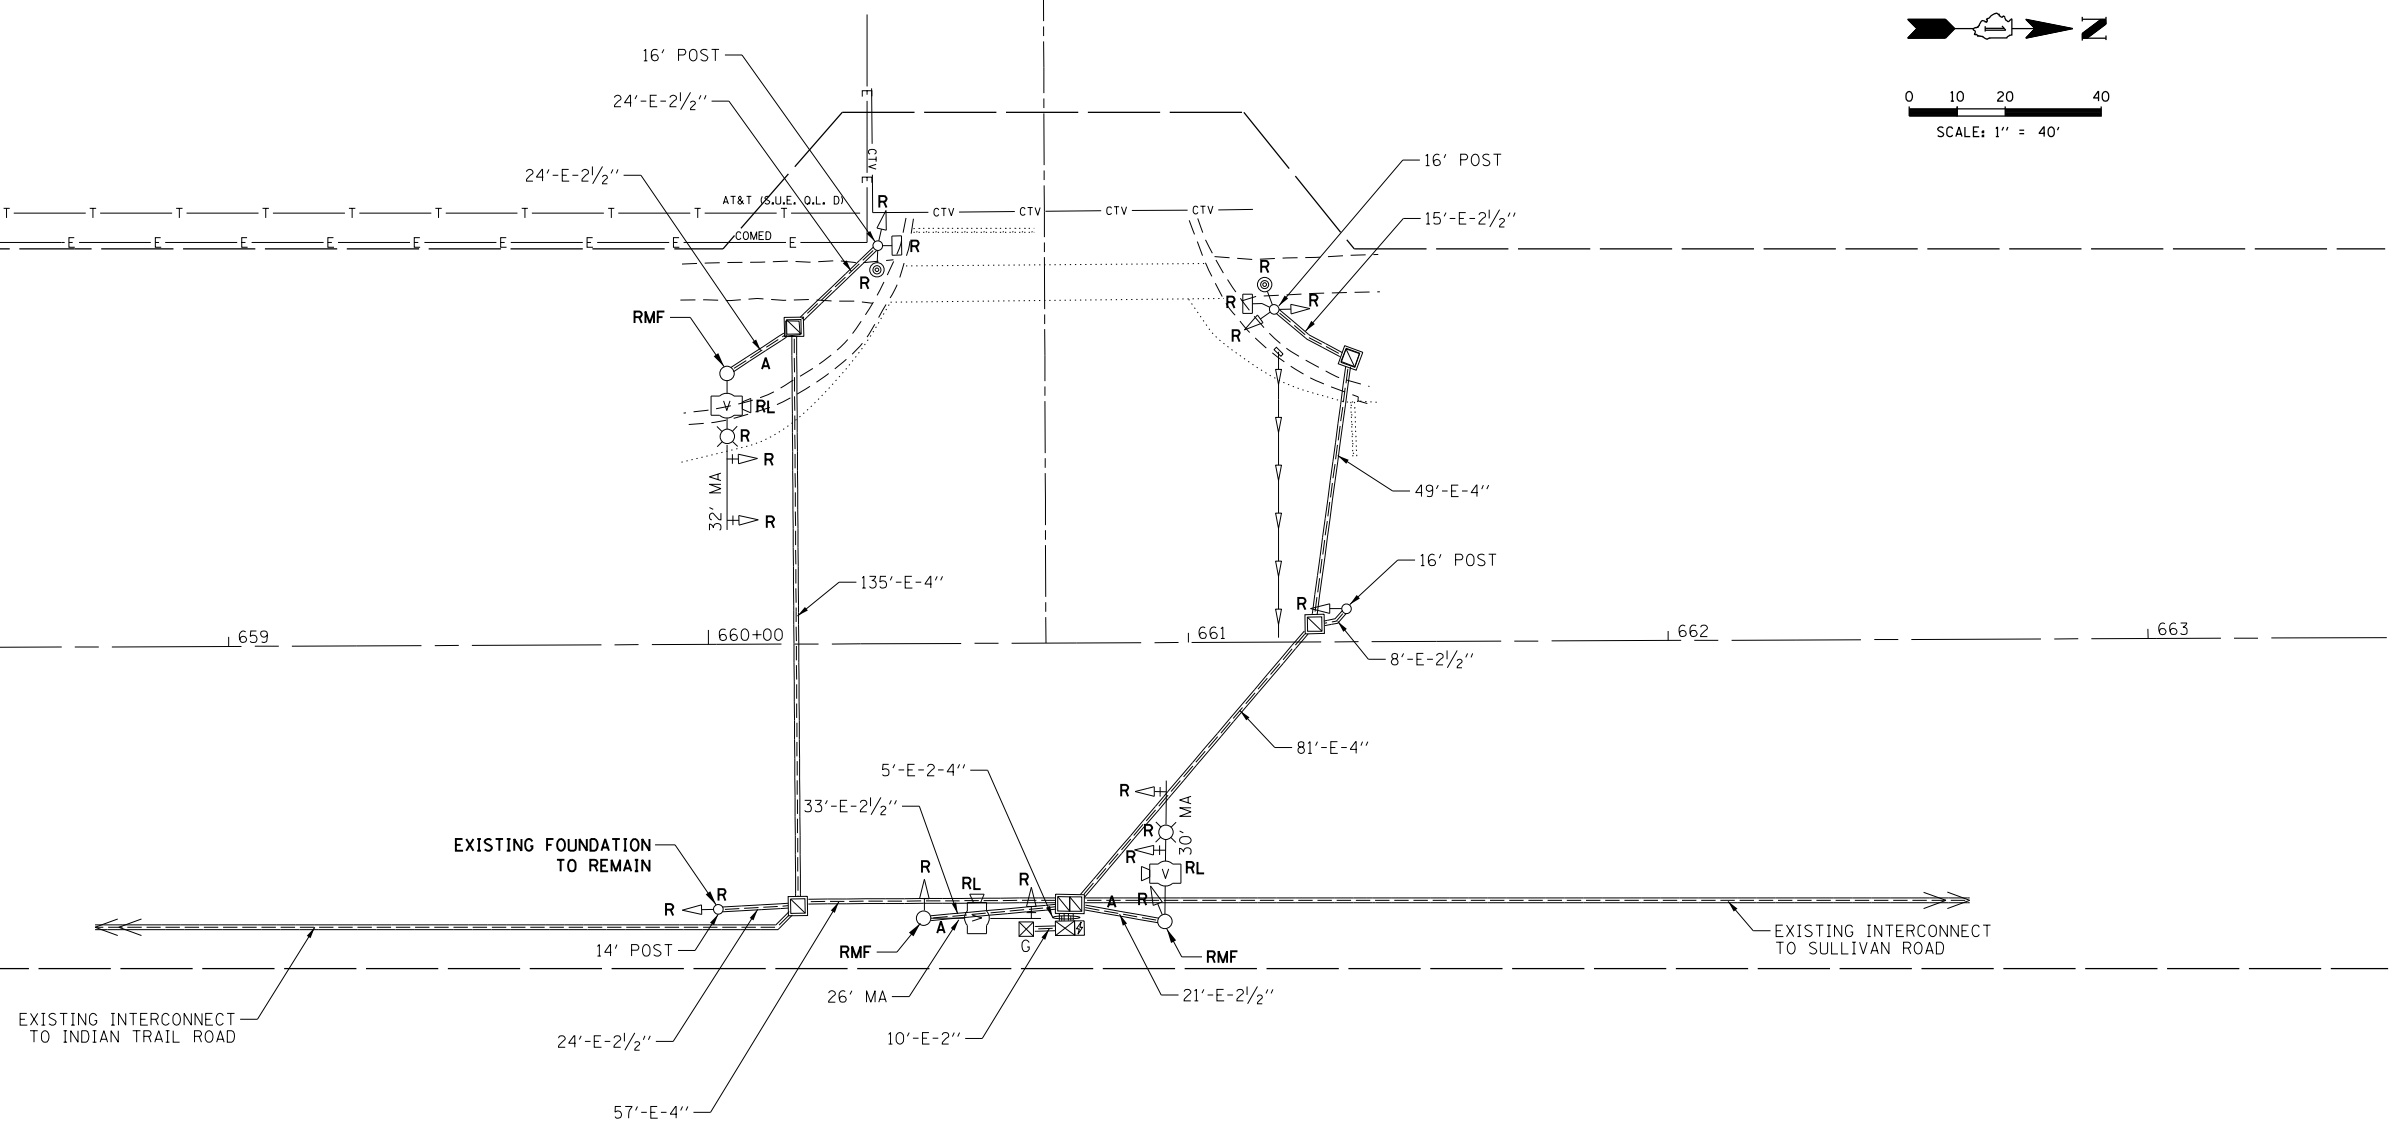 N
0 10 20 40
SCALE: 1'' = 40'
16' POST
24'-E-2½''
24'-E-2½''
AT&T (S.U.E. Q.L. D)
COMED
E
CTV
E
T T T T T T T T T T
E E E E E E E E E
CTV CTV CTV CTV
R
R
R
RMF
A
V
RL
R
R
R
32' MA
16' POST
15'-E-2½''
R
R
R
R
49'-E-4''
16' POST
R
8'-E-2½''
135'-E-4''
659
660+00
661
662
663
81'-E-4''
5'-E-2-4''
33'-E-2½''
R
30' MA
R
R
V
RL
R
A
RMF
EXISTING FOUNDATION
TO REMAIN
R
R
14' POST
R
RL
R
V
A
RMF
G
26' MA
10'-E-2''
21'-E-2½''
24'-E-2½''
57'-E-4''
EXISTING INTERCONNECT
TO INDIAN TRAIL ROAD
EXISTING INTERCONNECT
TO SULLIVAN ROAD